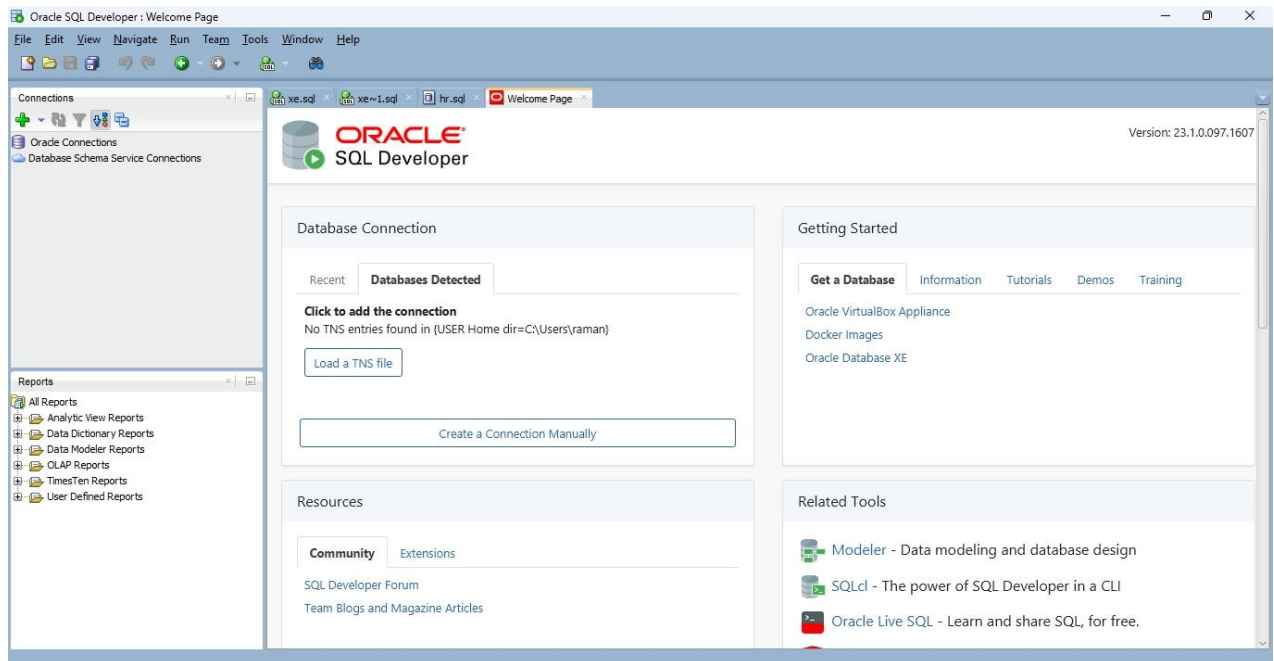 Oracle SQL Developer : Welcome Page
File Edit View Navigate Run Team Tools Window Help
Connections
Oracle Connections
Database Schema Service Connections
Reports
All Reports
Analytic View Reports
Data Dictionary Reports
Data Modeler Reports
OLAP Reports
TimesTen Reports
User Defined Reports
xe.sql xe~1.sql hr.sql Welcome Page
ORACLE
SQL Developer
Version: 23.1.0.097.1607
Database Connection
Recent Databases Detected
Click to add the connection
No TNS entries found in {USER Home dir=C:\Users\raman}
Load a TNS file
Create a Connection Manually
Getting Started
Get a Database Information Tutorials Demos Training
Oracle VirtualBox Appliance
Docker Images
Oracle Database XE
Resources
Community Extensions
SQL Developer Forum
Team Blogs and Magazine Articles
Related Tools
Modeler - Data modeling and database design
SQLcl - The power of SQL Developer in a CLI
Oracle Live SQL - Learn and share SQL, for free.